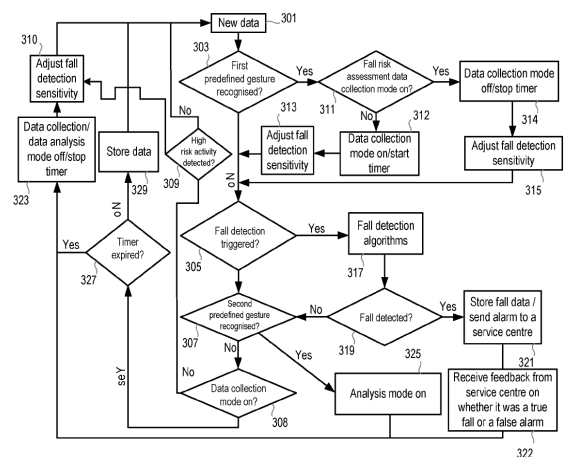 New data
301
310
303
Adjust fall
detection
sensitivity
First
predefined gesture
recognised?
Yes
Fall risk
assessment data
collection mode on?
311
Yes
Data collection mode
off/stop timer
314
No
312
313
Adjust fall
detection
sensitivity
Data collection
mode on/start
timer
Adjust fall detection
sensitivity
315
No
High
risk activity
detected?
309
Data collection/
data analysis
mode off/stop
timer
323
Store data
329
No
No
Timer
expired?
327
Yes
Fall detection
triggered?
305
Yes
Fall detection
algorithms
317
Second
predefined gesture
recognised?
307
No
Fall detected?
319
Yes
Store fall data /
send alarm to a
service centre
321
No
Yes
325
Yes
No
Data collection
mode on?
308
Analysis mode on
Receive feedback from
service centre on
whether it was a true
fall or a false alarm
322